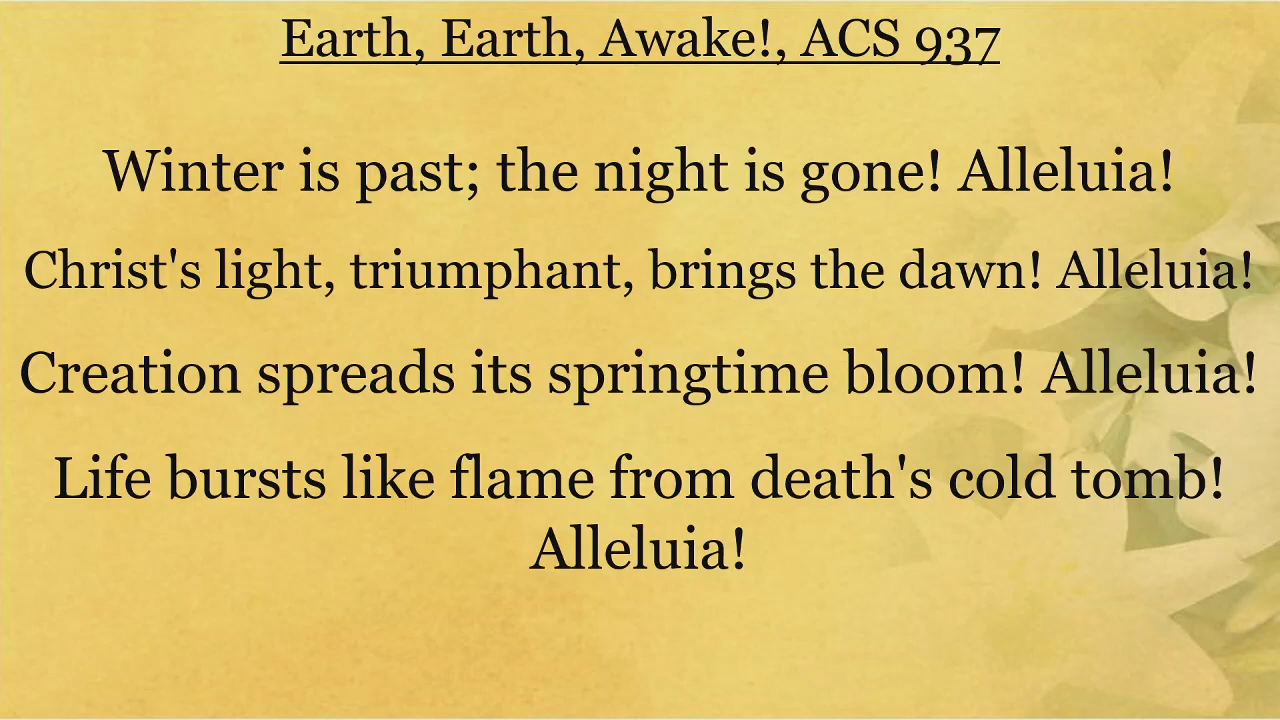 Earth, Earth, Awake!, ACS 937
Winter is past; the night is gone! Alleluia!
Christ's light, triumphant, brings the dawn! Alleluia!
Creation spreads its springtime bloom! Alleluia!
Life bursts like flame from death's cold tomb!
Alleluia!